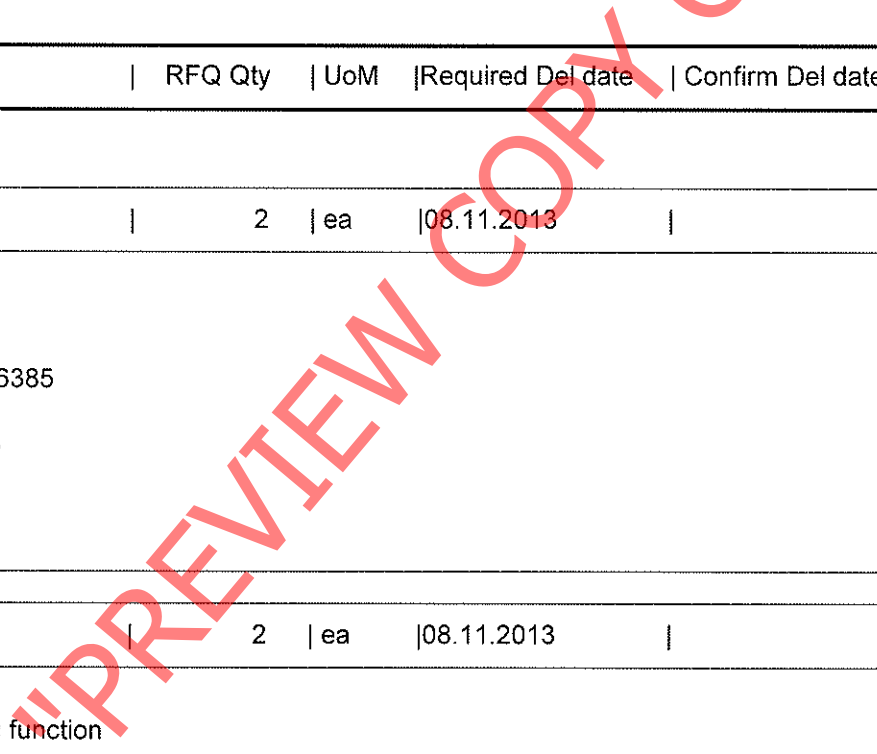 | RFQ Qty | UoM |Required Del date | Confirm Del date
| 2 | ea |08.11.2013 |
6385
| 2 | ea |08.11.2013 |
function
"PREVIEW COPY